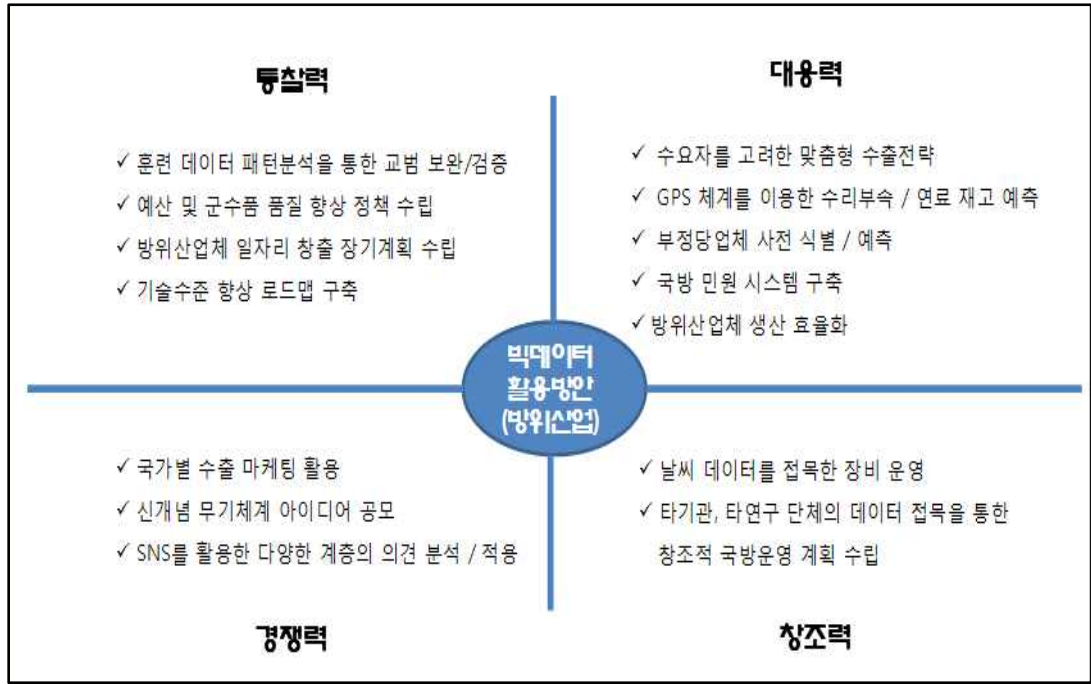 통찰력
✓ 훈련 데이터 패턴분석을 통한 교범 보완/검증
✓ 예산 및 군수품 품질 향상 정책 수립
✓ 방위산업체 일자리 창출 장기계획 수립
✓ 기술수준 향상 로드맵 구축
대용력
✓ 수요자를 고려한 맞춤형 수출전략
✓ GPS 체계를 이용한 수리부속 / 연료 재고 예측
✓ 부정당업체 사전 식별 / 예측
✓ 국방 민원 시스템 구축
✓ 방위산업체 생산 효율화
빅데이터
활용방안
(방위산업)
✓ 국가별 수출 마케팅 활용
✓ 신개념 무기체계 아이디어 공모
✓ SNS를 활용한 다양한 계층의 의견 분석 / 적용
경쟁력
✓ 날씨 데이터를 접목한 장비 운영
✓ 타기관, 타연구 단체의 데이터 접목을 통한
창조적 국방운영 계획 수립
창조력